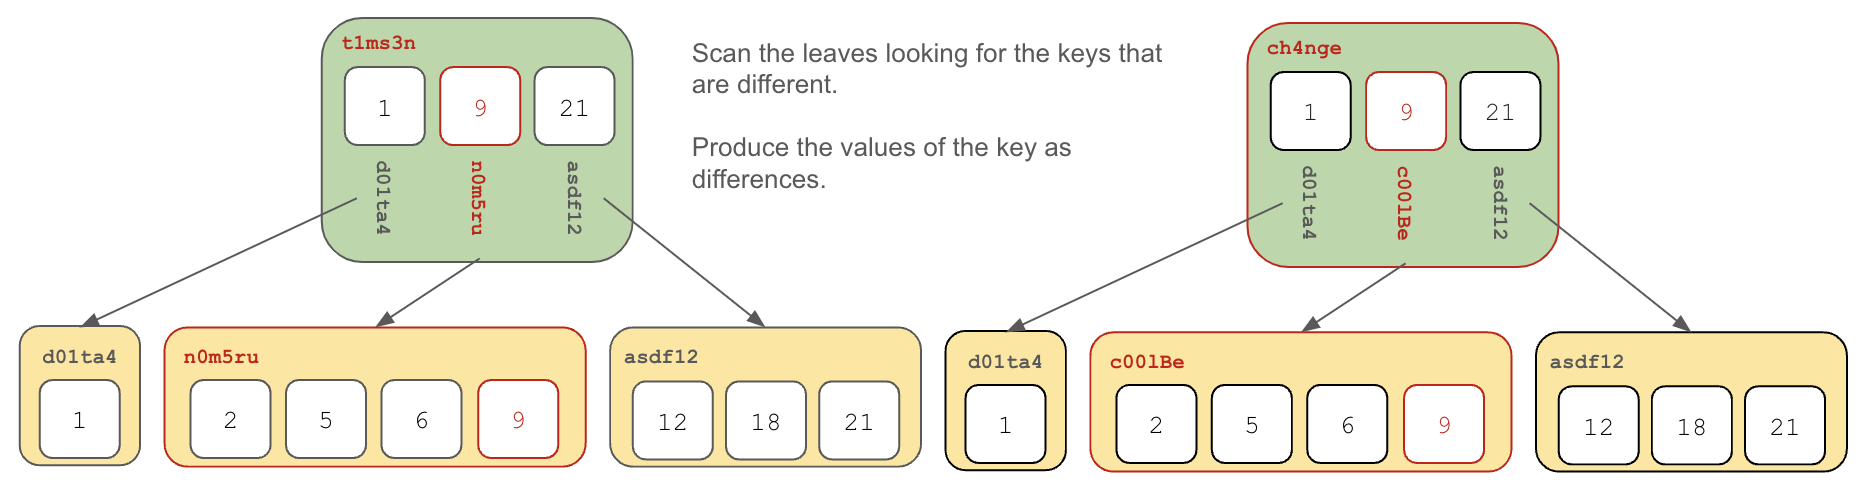 t1ms3n
1 9 21
d01ta4 n0m5ru asdf12
Scan the leaves looking for the keys that
are different.
Produce the values of the key as
differences.
ch4nge
1 9 21
d01ta4 c00lBe asdf12
d01ta4
1
n0m5ru
2 5 6 9
asdf12
12 18 21
d01ta4
1
c00lBe
2 5 6 9
asdf12
12 18 21